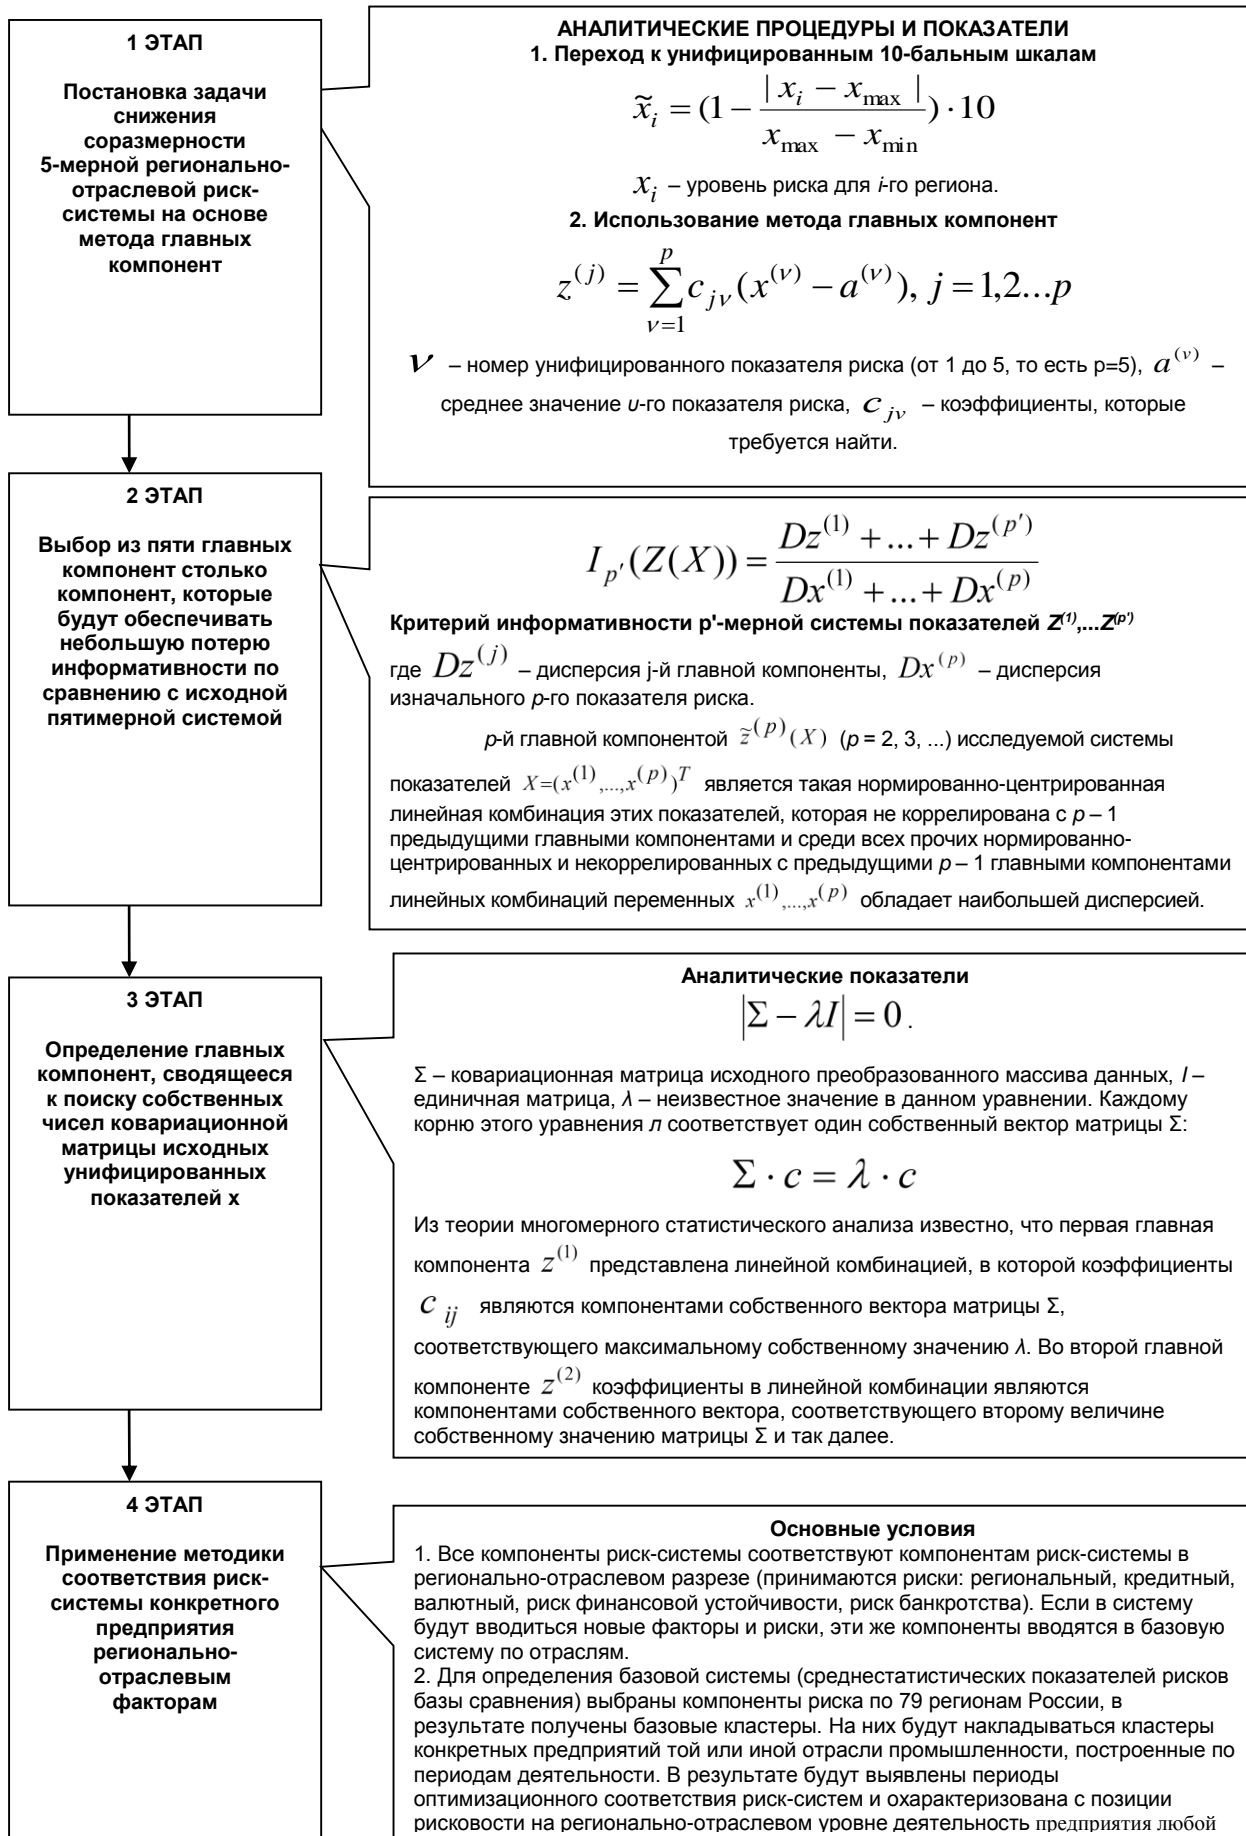 1 ЭТАП
Постановка задачи
снижения
соразмерности
5-мерной регионально-
отраслевой риск-
системы на основе
метода главных
компонент
АНАЛИТИЧЕСКИЕ ПРОЦЕДУРЫ И ПОКАЗАТЕЛИ
1. Переход к унифицированным 10-бальным шкалам
x̃_i = (1 − | x_i − x_max | / (x_max − x_min)) · 10
x_i – уровень риска для i-го региона.
2. Использование метода главных компонент
z^(j) = ∑_{ν=1}^{p} c_{jν}(x^(ν) − a^(ν)), j = 1,2...p
ν – номер унифицированного показателя риска (от 1 до 5, то есть p=5), a^(ν) –
среднее значение υ-го показателя риска, c_{jν} – коэффициенты, которые
требуется найти.
2 ЭТАП
Выбор из пяти главных
компонент столько
компонент, которые
будут обеспечивать
небольшую потерю
информативности по
сравнению с исходной
пятимерной системой
I_{p'}(Z(X)) = (Dz^(1) + ... + Dz^(p')) / (Dx^(1) + ... + Dx^(p))
Критерий информативности p'-мерной системы показателей Z^(1),...Z^(p')
где Dz^(j) – дисперсия j-й главной компоненты, Dx^(p) – дисперсия
изначального p-го показателя риска.
p-й главной компонентой z̃^(p)(X) (p = 2, 3, ...) исследуемой системы
показателей X=(x^(1),...,x^(p))^T является такая нормированно-центрированная
линейная комбинация этих показателей, которая не коррелирована с p – 1
предыдущими главными компонентами и среди всех прочих нормированно-
центрированных и некоррелированных с предыдущими p – 1 главными компонентами
линейных комбинаций переменных x^(1),...,x^(p) обладает наибольшей дисперсией.
3 ЭТАП
Определение главных
компонент, сводящееся
к поиску собственных
чисел ковариационной
матрицы исходных
унифицированных
показателей x
Аналитические показатели
|Σ − λI| = 0 .
Σ – ковариационная матрица исходного преобразованного массива данных, I –
единичная матрица, λ – неизвестное значение в данном уравнении. Каждому
корню этого уравнения л соответствует один собственный вектор матрицы Σ:
Σ · c = λ · c
Из теории многомерного статистического анализа известно, что первая главная
компонента z^(1) представлена линейной комбинацией, в которой коэффициенты
c_{ij} являются компонентами собственного вектора матрицы Σ,
соответствующего максимальному собственному значению λ. Во второй главной
компоненте z^(2) коэффициенты в линейной комбинации являются
компонентами собственного вектора, соответствующего второму величине
собственному значению матрицы Σ и так далее.
4 ЭТАП
Применение методики
соответствия риск-
системы конкретного
предприятия
регионально-
отраслевым
факторам
Основные условия
1. Все компоненты риск-системы соответствуют компонентам риск-системы в
регионально-отраслевом разрезе (принимаются риски: региональный, кредитный,
валютный, риск финансовой устойчивости, риск банкротства). Если в систему
будут вводиться новые факторы и риски, эти же компоненты вводятся в базовую
систему по отраслям.
2. Для определения базовой системы (среднестатистических показателей рисков
базы сравнения) выбраны компоненты риска по 79 регионам России, в
результате получены базовые кластеры. На них будут накладываться кластеры
конкретных предприятий той или иной отрасли промышленности, построенные по
периодам деятельности. В результате будут выявлены периоды
оптимизационного соответствия риск-систем и охарактеризована с позиции
рисковости на регионально-отраслевом уровне деятельность предприятия любой